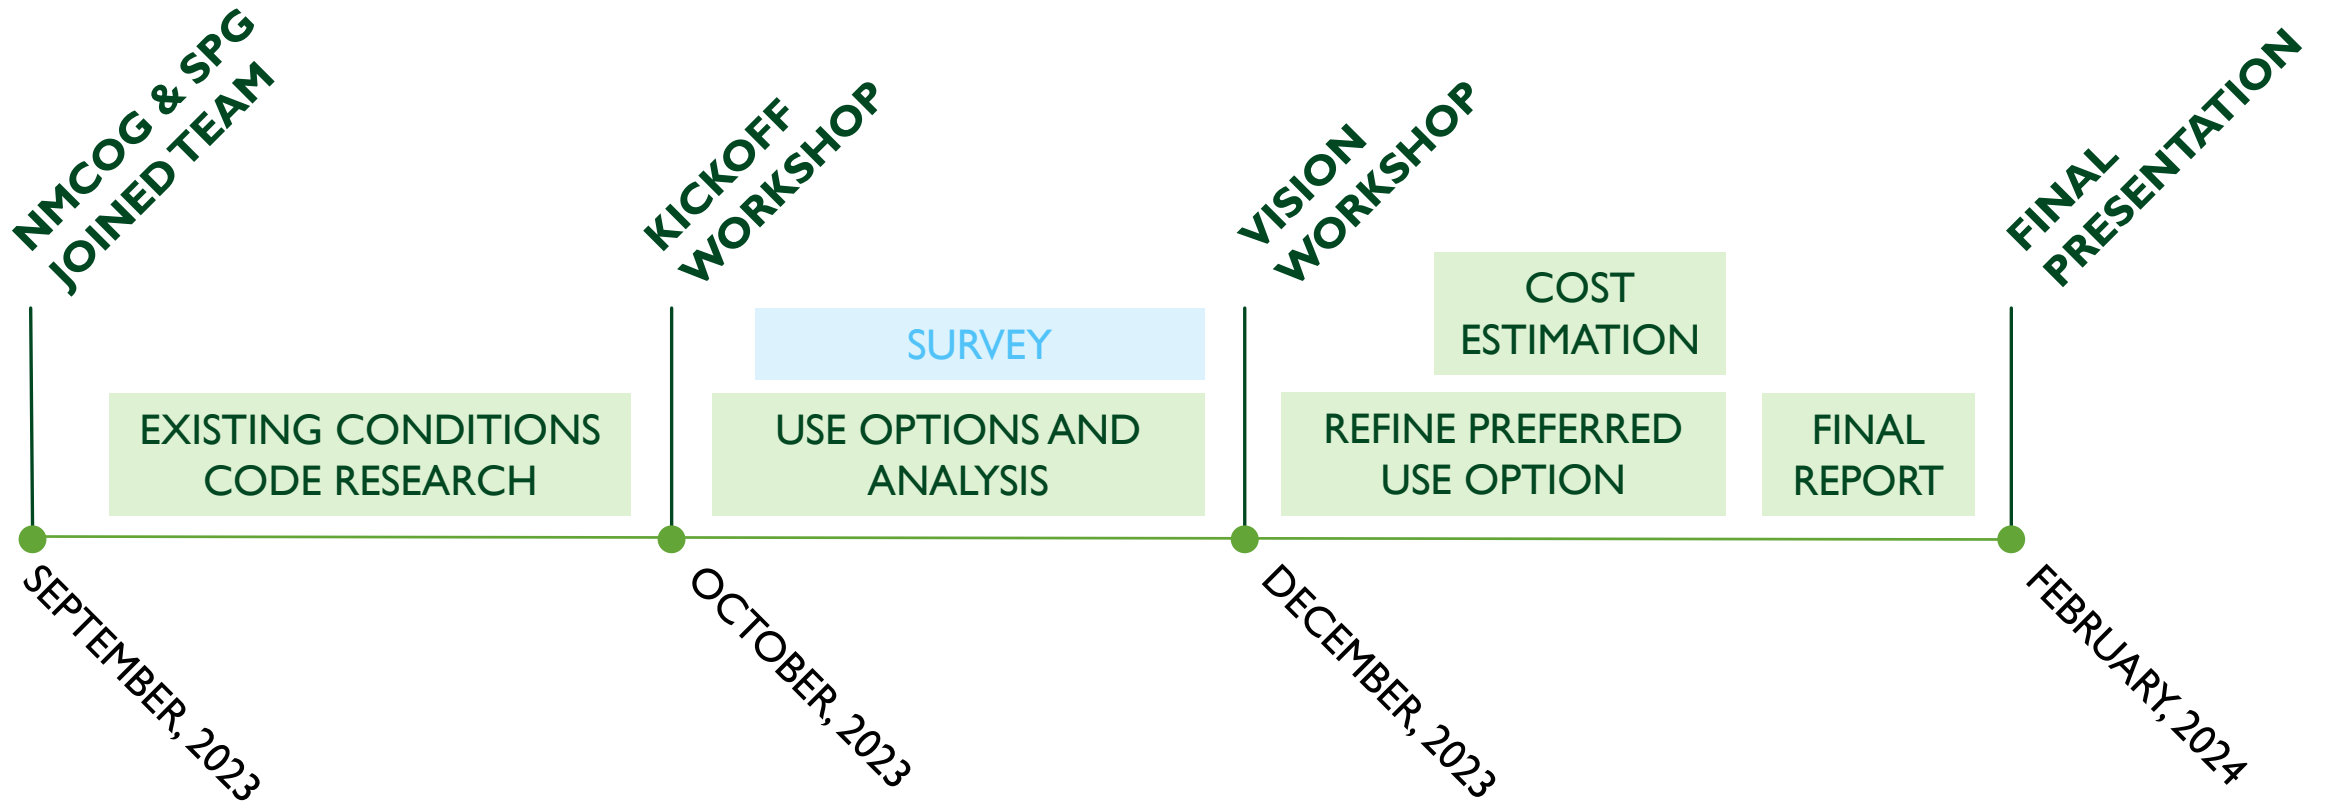 NMCOG & SPG
JOINED TEAM
KICKOFF
WORKSHOP
VISION
WORKSHOP
FINAL
PRESENTATION
EXISTING CONDITIONS
CODE RESEARCH
SURVEY
USE OPTIONS AND
ANALYSIS
COST
ESTIMATION
REFINE PREFERRED
USE OPTION
FINAL
REPORT
SEPTEMBER, 2023
OCTOBER, 2023
DECEMBER, 2023
FEBRUARY, 2024